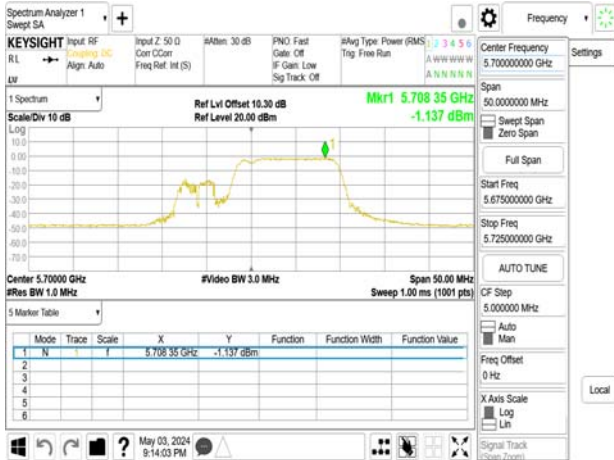 Spectrum Analyzer 1
Swept SA
+
Frequency
KEYSIGHT
Input: RF
Coupling: DC
Align: Auto
Input Z: 50 Ω
Corr CCorr
Freq Ref: Int (S)
#Atten: 30 dB
PNO: Fast
Gate: Off
IF Gain: Low
Sig Track: Off
#Avg Type: Power (RMS
Trig: Free Run
1 2 3 4 5 6
A W W W W W
A N N N N N
RL
LXI
Center Frequency
5.700000000 GHz
Settings
Span
50.0000000 MHz
Swept Span
Zero Span
Full Span
Start Freq
5.675000000 GHz
Stop Freq
5.725000000 GHz
AUTO TUNE
CF Step
5.000000 MHz
Auto
Man
Freq Offset
0 Hz
X Axis Scale
Log
Lin
Signal Track
(Span Zoom)
Local
1 Spectrum
Scale/Div 10 dB
Ref Lvl Offset 10.30 dB
Ref Level 20.00 dBm
Mkr1 5.708 35 GHz
-1.137 dBm
Log
10.0
0.00
-10.0
-20.0
-30.0
-40.0
-50.0
-60.0
-70.0
1
Center 5.70000 GHz
#Video BW 3.0 MHz
Span 50.00 MHz
#Res BW 1.0 MHz
Sweep 1.00 ms (1001 pts)
5 Marker Table
Mode Trace Scale X Y Function Function Width Function Value
1 N 1 f 5.708 35 GHz -1.137 dBm
2
3
4
5
6
?
May 03, 2024
9:14:03 PM